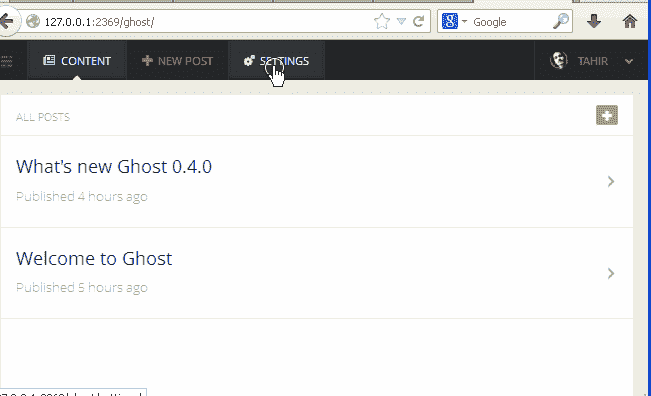 127.0.0.1:2369/ghost/
Google
CONTENT
NEW POST
SETTINGS
TAHIR
ALL POSTS
What's new Ghost 0.4.0
Published 4 hours ago
Welcome to Ghost
Published 5 hours ago